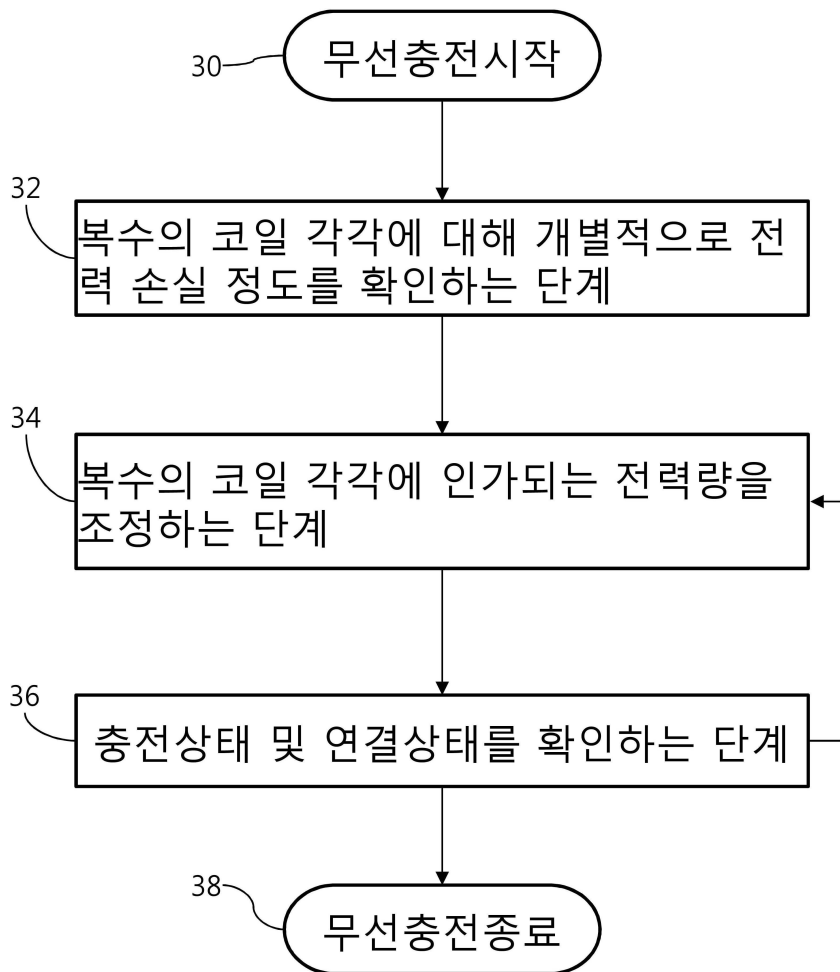 30
무선충전시작
32
복수의 코일 각각에 대해 개별적으로 전
력 손실 정도를 확인하는 단계
34
복수의 코일 각각에 인가되는 전력량을
조정하는 단계
36
충전상태 및 연결상태를 확인하는 단계
38
무선충전종료